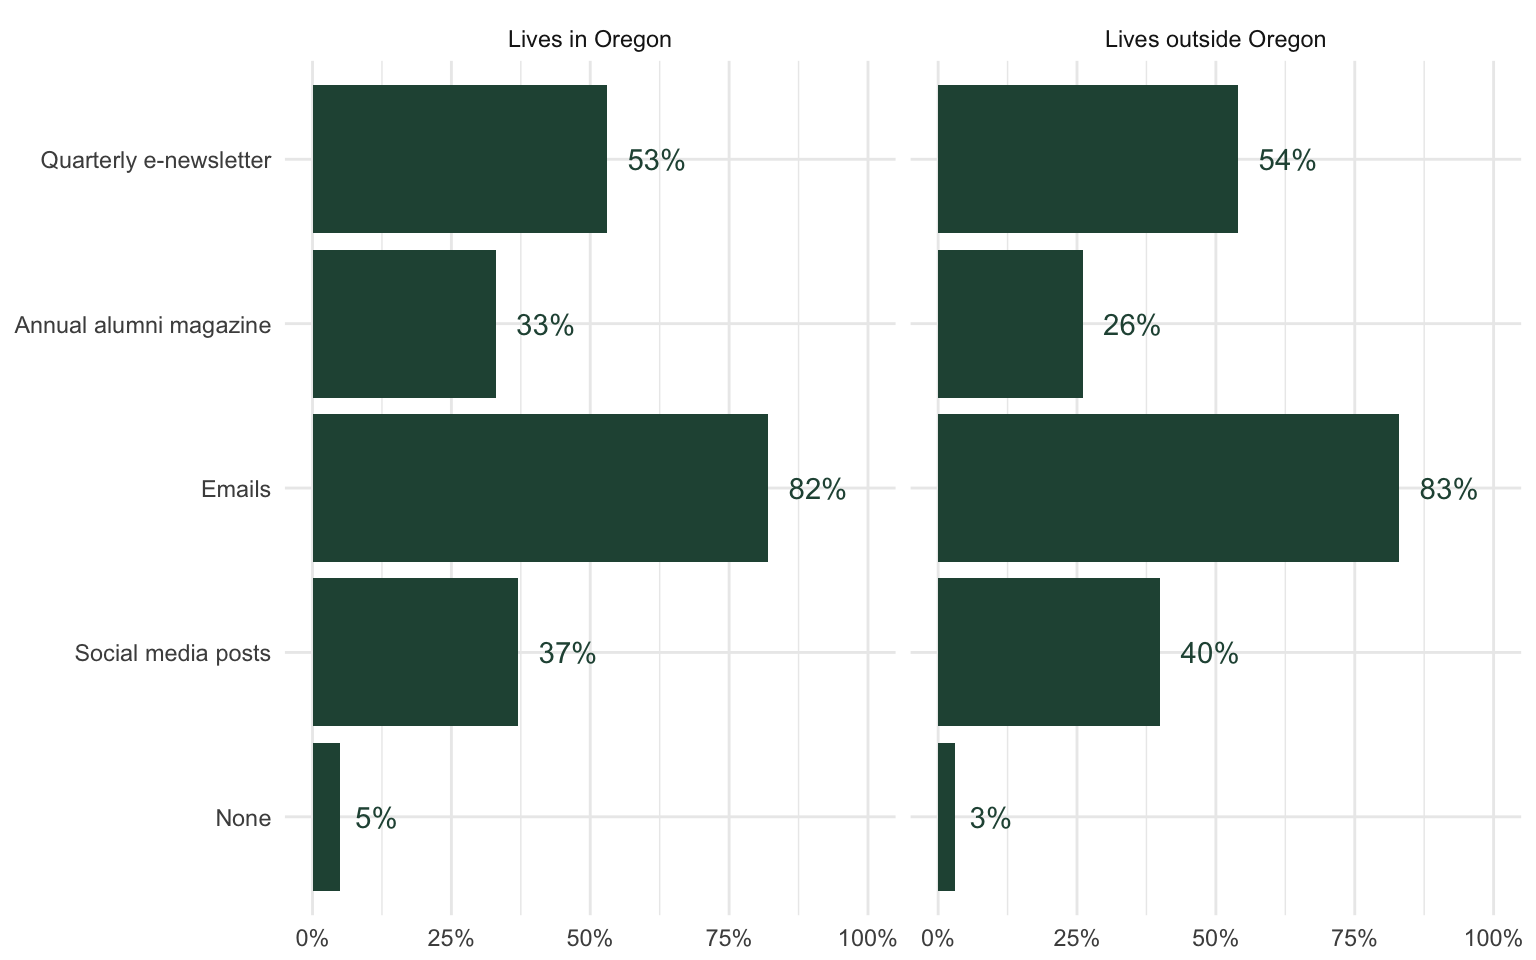 Lives in Oregon
Lives outside Oregon
Quarterly e-newsletter
53%
54%
Annual alumni magazine
33%
26%
Emails
82%
83%
Social media posts
37%
40%
None
5%
3%
0% 25% 50% 75% 100%
0% 25% 50% 75% 100%